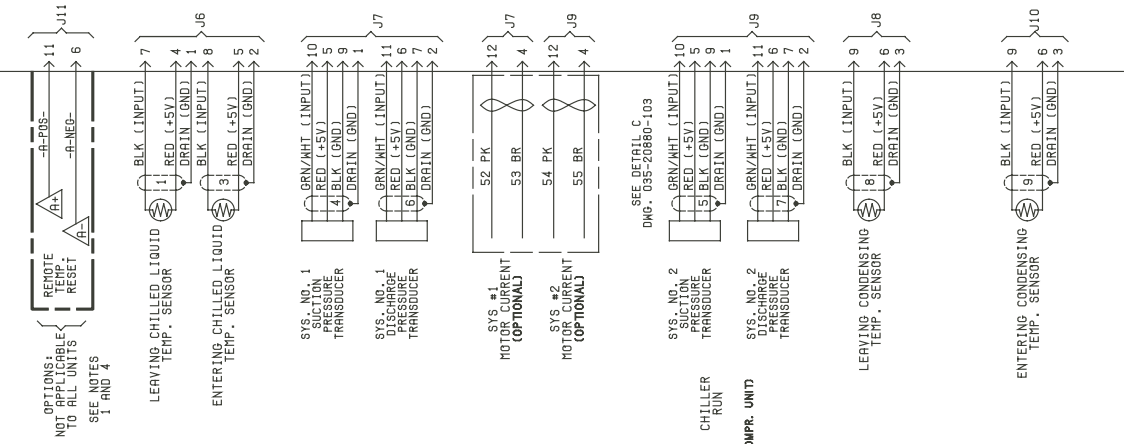 J11
11
6
-A-POS-
-A-NEG-
A+
A-
REMOTE
TEMP.
RESET
OPTIONS:
NOT APPLICABLE
TO ALL UNITS
SEE NOTES
1 AND 4
J6
7
4
1
8
5
2
BLK (INPUT)
RED (+5V)
DRAIN (GND)
BLK (INPUT)
RED (+5V)
DRAIN (GND)
1
3
LEAVING CHILLED LIQUID
TEMP. SENSOR
ENTERING CHILLED LIQUID
TEMP. SENSOR
J7
10
5
9
1
11
6
7
2
GRN/WHT (INPUT)
RED (+5V)
BLK (GND)
DRAIN (GND)
GRN/WHT (INPUT)
RED (+5V)
BLK (GND)
DRAIN (GND)
4
6
SYS. NO. 1
SUCTION
PRESSURE
TRANSDUCER
SYS. NO. 1
DISCHARGE
PRESSURE
TRANSDUCER
J7
12
4
J9
12
4
52 PK
53 BR
54 PK
55 BR
SYS #1
MOTOR CURRENT
(OPTIONAL)
SYS #2
MOTOR CURRENT
(OPTIONAL)
SEE DETAIL C
DWG. 035-20880-103
J9
10
5
9
1
11
6
7
2
GRN/WHT (INPUT)
RED (+5V)
BLK (GND)
DRAIN (GND)
GRN/WHT (INPUT)
RED (+5V)
BLK (GND)
DRAIN (GND)
5
7
SYS. NO. 2
SUCTION
PRESSURE
TRANSDUCER
SYS. NO. 2
DISCHARGE
PRESSURE
TRANSDUCER
CHILLER
RUN
OMPR. UNIT)
J8
9
6
3
BLK (INPUT)
RED (+5V)
DRAIN (GND)
8
LEAVING CONDENSING
TEMP. SENSOR
J10
9
6
3
BLK (INPUT)
RED (+5V)
DRAIN (GND)
9
ENTERING CONDENSING
TEMP. SENSOR